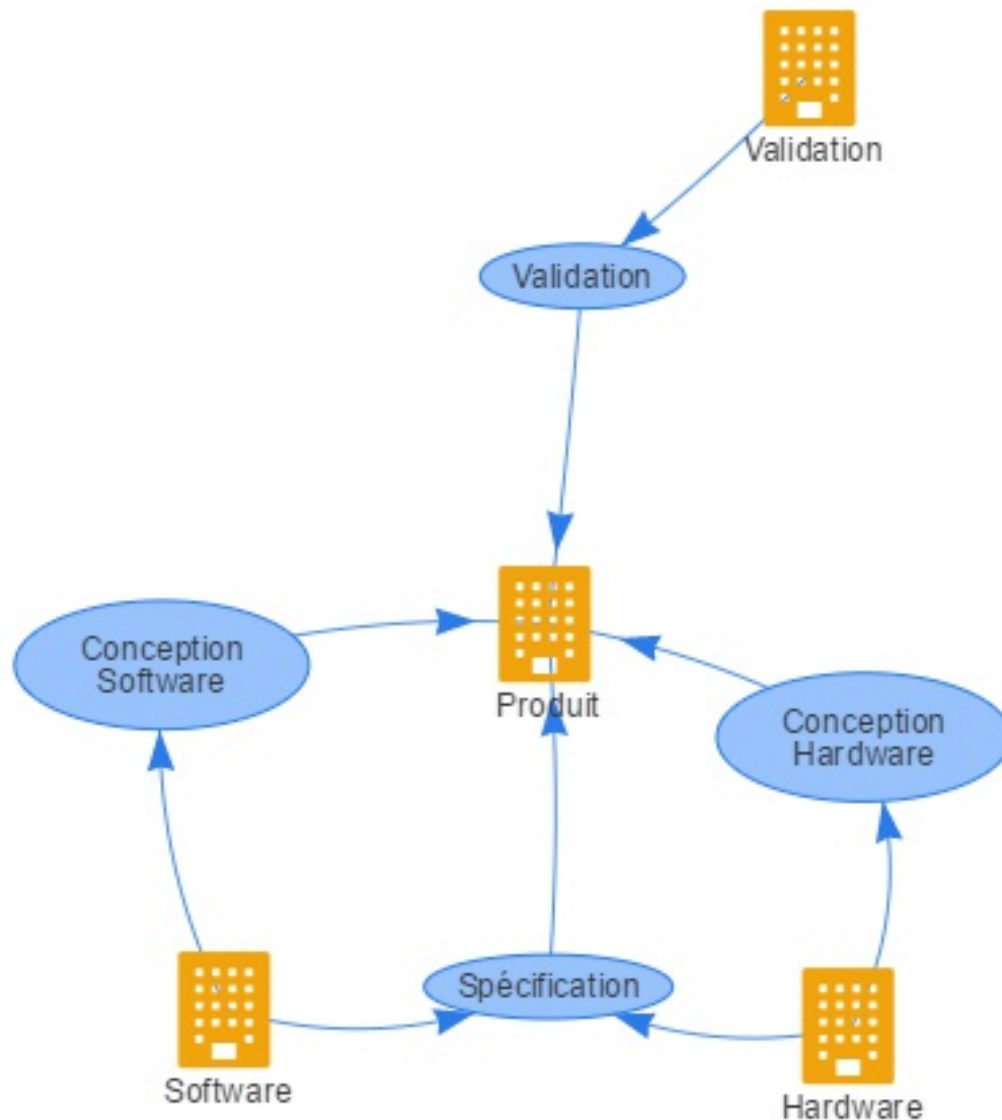 Validation
Validation
Conception
Software
Produit
Conception
Hardware
Spécification
Software
Hardware